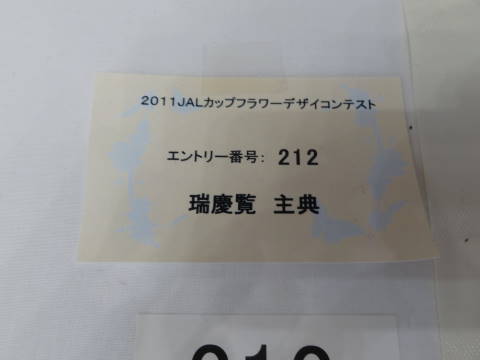 2011JALカップフラワーデザイコンテスト
エントリー番号: 212
瑞慶覧 主典